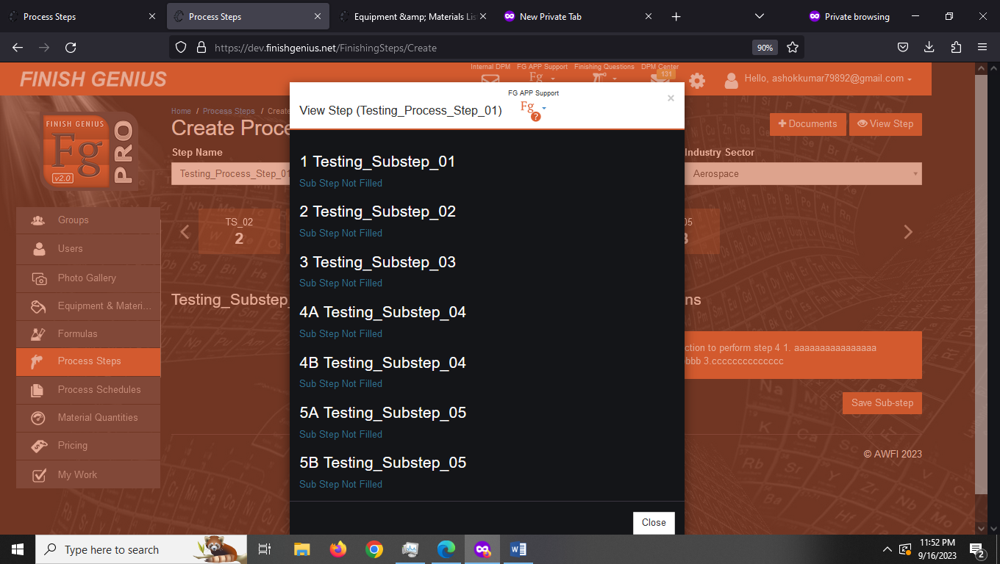 Process Steps
Process Steps
Equipment &amp; Materials Lis
New Private Tab
Private browsing
https://dev.finishgenius.net/FinishingSteps/Create
90%
FINISH GENIUS
Internal DPM
FG APP Support
Finishing Questions
DPM Center
Fg
131
Hello, ashokkumar79892@gmail.com
FINISH GENIUS
Fg
v2.0
PRO
Home / Process Steps / Create
Create Proce
Documents
View Step
Step Name
Industry Sector
Testing_Process_Step_01
Aerospace
TS_02
2
05
Groups
Users
Photo Gallery
Equipment & Materi...
Formulas
Process Steps
Process Schedules
Material Quantities
Pricing
My Work
Testing_Substep_
ns
ction to perform step 4 1. aaaaaaaaaaaaaaaa
bbb 3.cccccccccccccc
Save Sub-step
© AWFI 2023
View Step (Testing_Process_Step_01)
FG APP Support
Fg
?
×
1 Testing_Substep_01
Sub Step Not Filled
2 Testing_Substep_02
Sub Step Not Filled
3 Testing_Substep_03
Sub Step Not Filled
4A Testing_Substep_04
Sub Step Not Filled
4B Testing_Substep_04
Sub Step Not Filled
5A Testing_Substep_05
Sub Step Not Filled
5B Testing_Substep_05
Sub Step Not Filled
Close
Type here to search
11:52 PM
9/16/2023
2